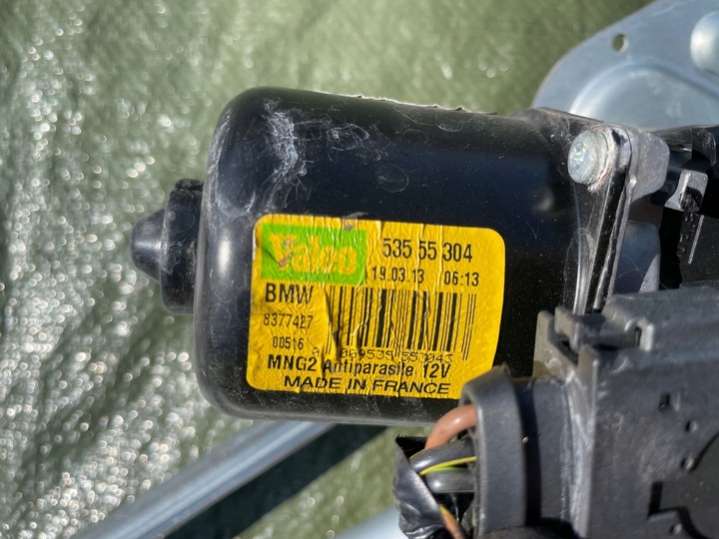 Valeo 535 55 304
19.03.13 06:13
BMW
8377427
00516
MNG2 Antiparasite 12V
MADE IN FRANCE